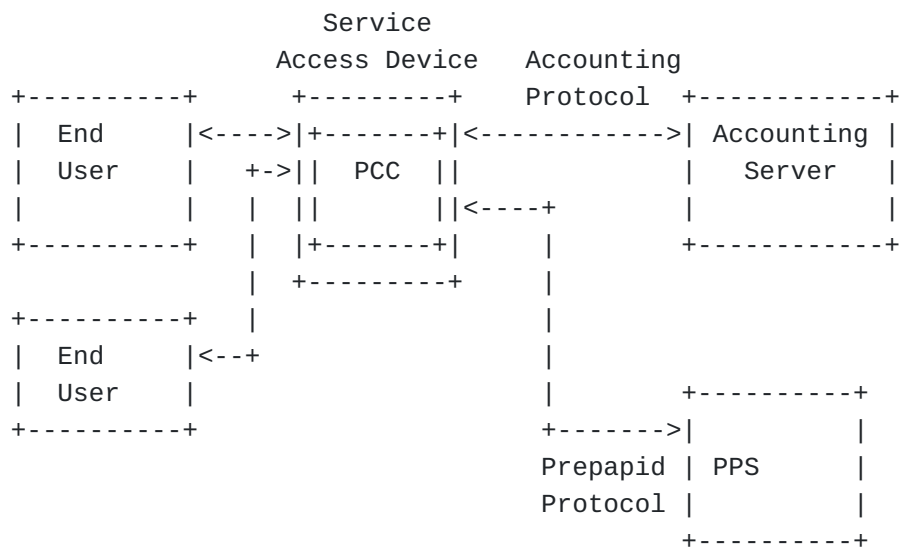 Service
Access Device   Accounting
Protocol
End   Accounting
User   PCC   Server
End
User
Prepapid   PPS
Protocol